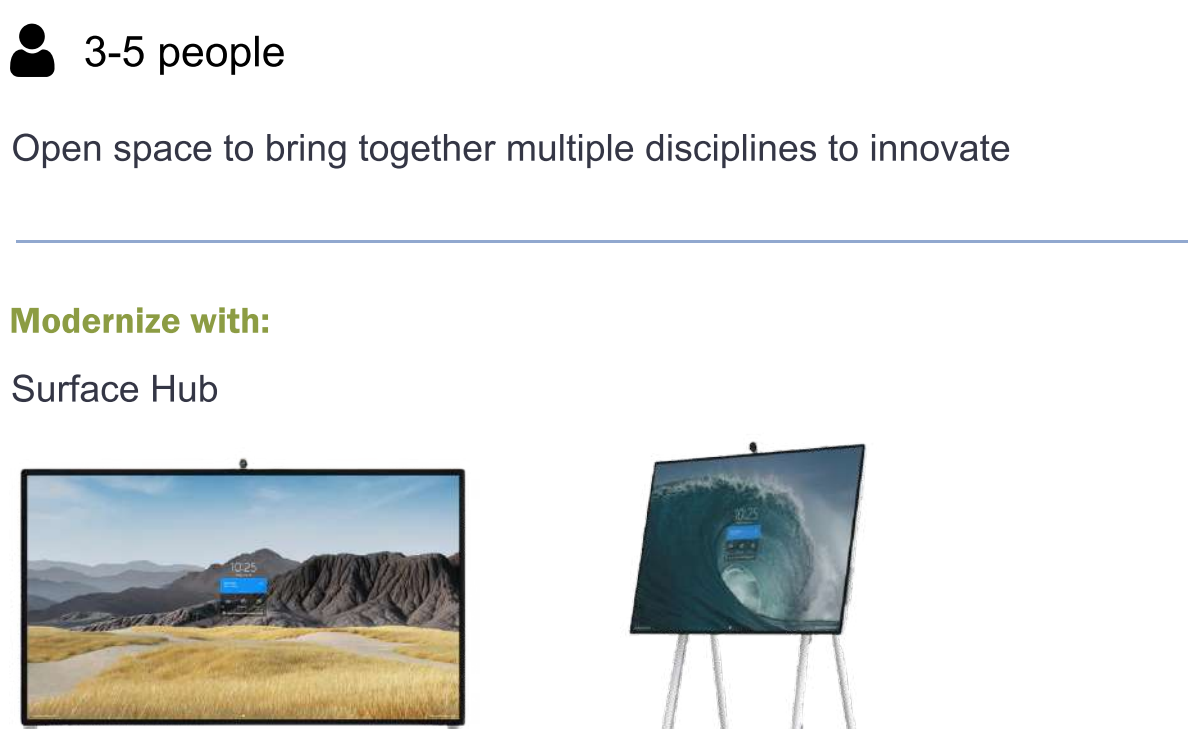 3-5 people
Open space to bring together multiple disciplines to innovate
Modernize with:
Surface Hub
10:25
10:25